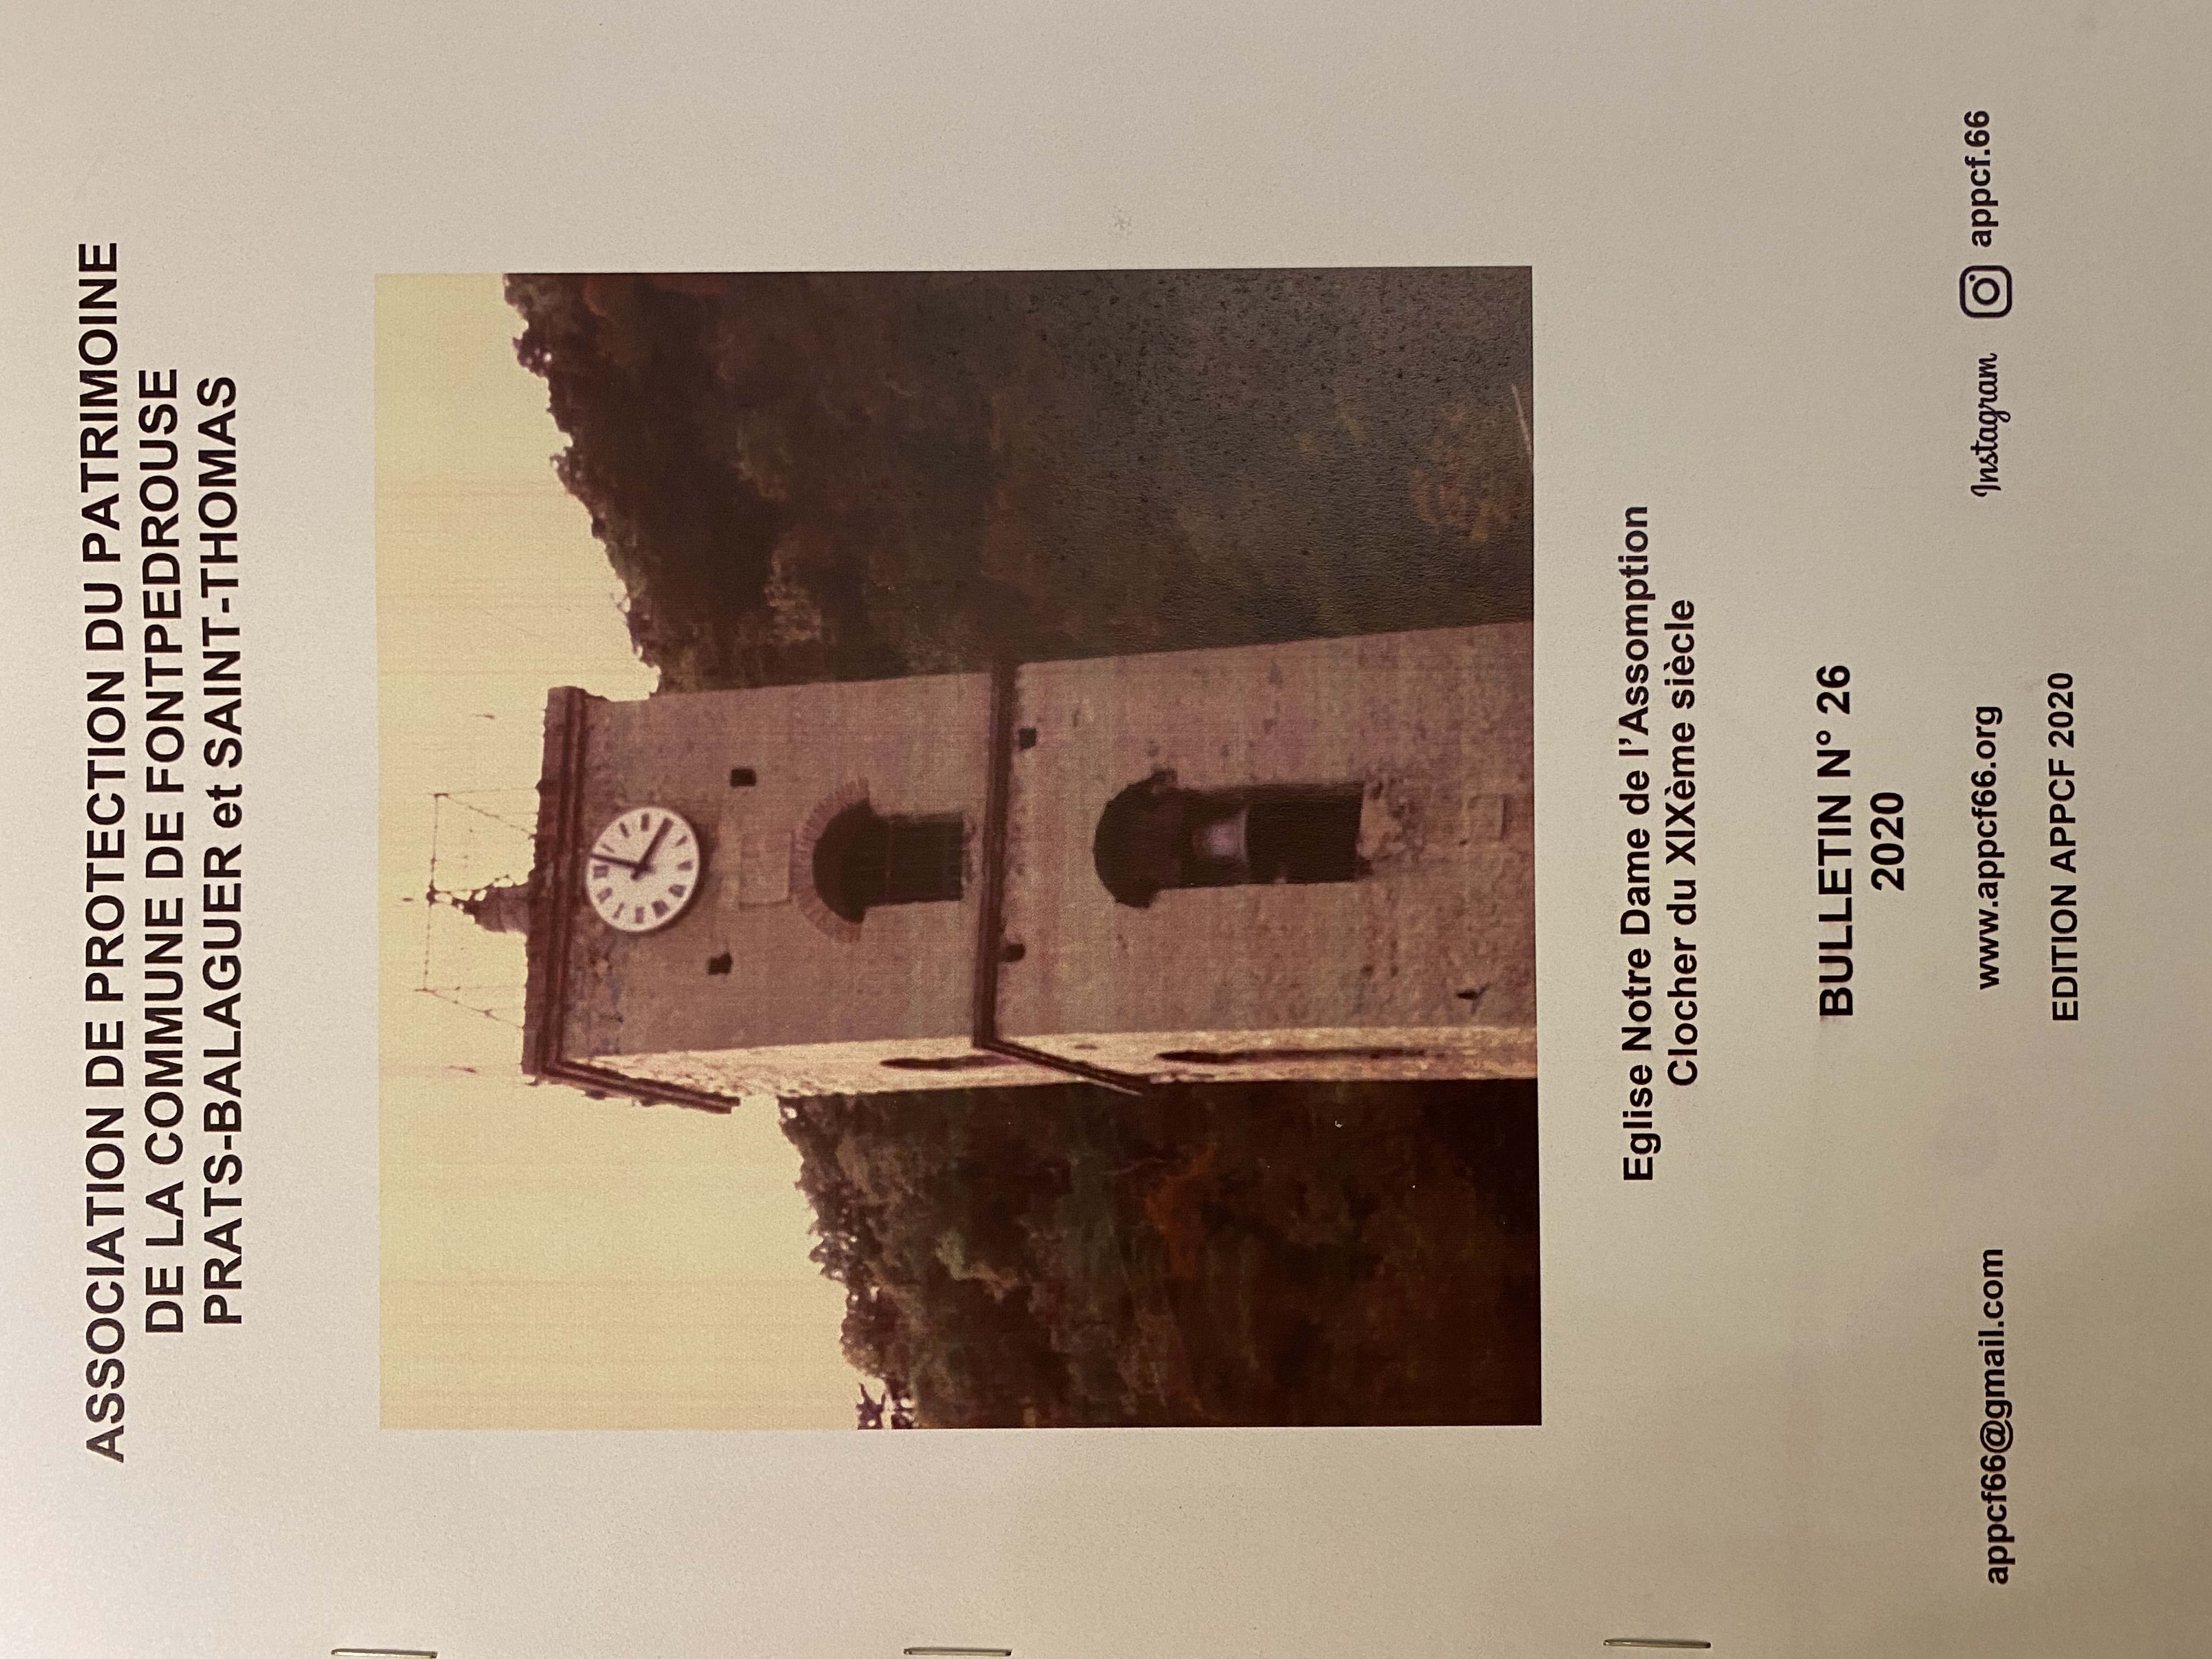 ASSOCIATION DE PROTECTION DU PATRIMOINE
DE LA COMMUNE DE FONTPEDROUSE
PRATS-BALAGUER et SAINT-THOMAS
Eglise Notre Dame de l’Assomption
Clocher du XIXème siècle
BULLETIN N° 26
2020
appcf66@gmail.com
www.appcf66.org
Instagram appcf.66
EDITION APPCF 2020